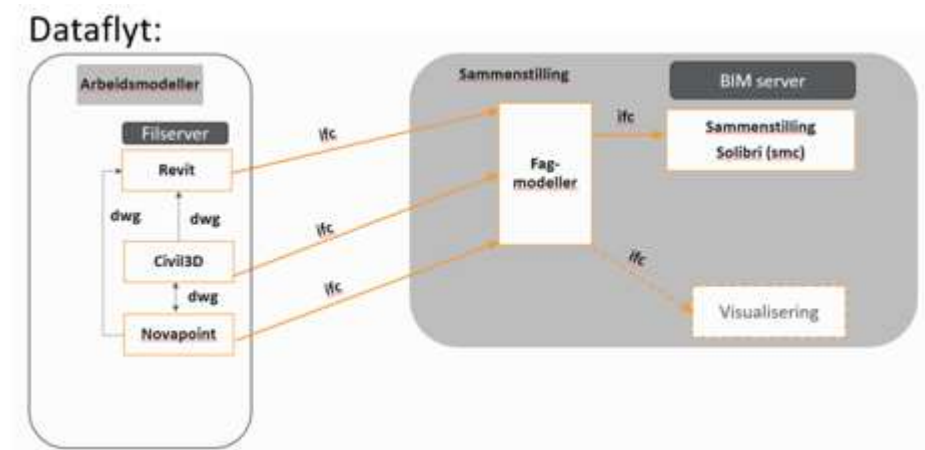 Dataflyt:
Arbeidsmodeller
Filserver
Revit
dwg
dwg
Civil3D
dwg
Novapoint
ifc
ifc
ifc
Sammenstilling
Fag-
modeller
ifc
ifc
BIM server
Sammenstilling
Solibri (smc)
Visualisering